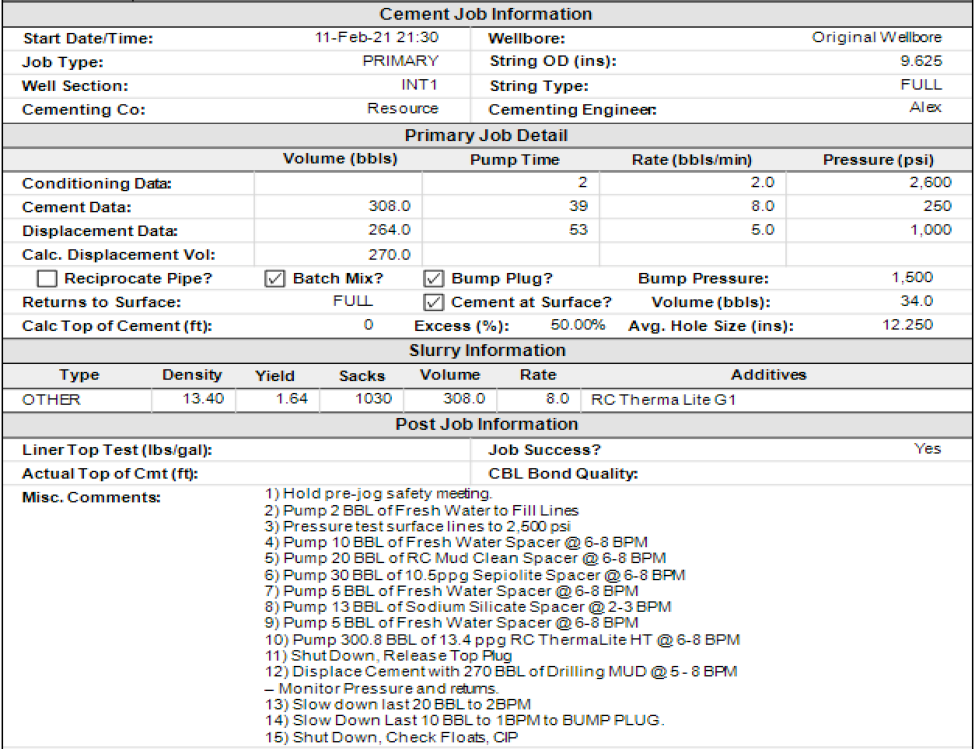 Cement Job Information
Start Date/Time: 11-Feb-21 21:30 Wellbore: Original Wellbore
Job Type: PRIMARY String OD (ins): 9.625
Well Section: INT1 String Type: FULL
Cementing Co: Resource Cementing Engineer: Alex
Primary Job Detail
Volume (bbls) Pump Time Rate (bbls/min) Pressure (psi)
Conditioning Data: 2 2.0 2,600
Cement Data: 308.0 39 8.0 250
Displacement Data: 264.0 53 5.0 1,000
Calc. Displacement Vol: 270.0
Reciprocate Pipe? Batch Mix? Bump Plug? Bump Pressure: 1,500
Returns to Surface: FULL Cement at Surface? Volume (bbls): 34.0
Calc Top of Cement (ft): 0 Excess (%): 50.00% Avg. Hole Size (ins): 12.250
Slurry Information
Type Density Yield Sacks Volume Rate Additives
OTHER 13.40 1.64 1030 308.0 8.0 RC Therma Lite G1
Post Job Information
Liner Top Test (lbs/gal): Job Success? Yes
Actual Top of Cmt (ft): CBL Bond Quality:
Misc. Comments: 1) Hold pre-jog safety meeting.
2) Pump 2 BBL of Fresh Water to Fill Lines
3) Pressure test surface lines to 2,500 psi
4) Pump 10 BBL of Fresh Water Spacer @ 6-8 BPM
5) Pump 20 BBL of RC Mud Clean Spacer @ 6-8 BPM
6) Pump 30 BBL of 10.5ppg Sepiolite Spacer @ 6-8 BPM
7) Pump 5 BBL of Fresh Water Spacer @ 6-8 BPM
8) Pump 13 BBL of Sodium Silicate Spacer @ 2-3 BPM
9) Pump 5 BBL of Fresh Water Spacer @ 6-8 BPM
10) Pump 300.8 BBL of 13.4 ppg RC ThermaLite HT @ 6-8 BPM
11) Shut Down, Release Top Plug
12) Displace Cement with 270 BBL of Drilling MUD @ 5 - 8 BPM
– Monitor Pressure and returns.
13) Slow down last 20 BBL to 2BPM
14) Slow Down Last 10 BBL to 1BPM to BUMP PLUG.
15) Shut Down, Check Floats, CIP